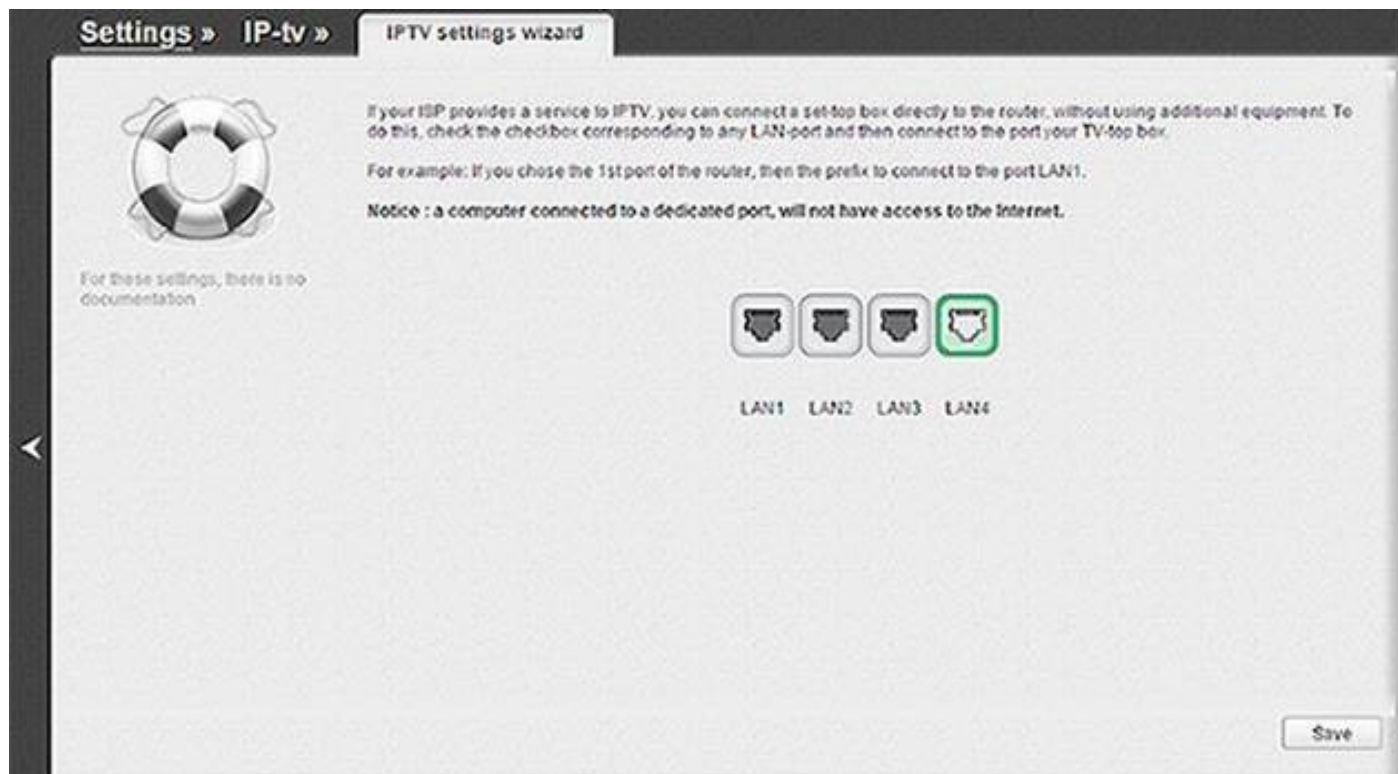 Settings » IP-tv » IPTV settings wizard
If your ISP provides a service to IPTV, you can connect a set-top box directly to the router, without using additional equipment. To
do this, check the checkbox corresponding to any LAN-port and then connect to the port your TV-top box.
For example: If you chose the 1st port of the router, then the prefix to connect to the port LAN1.
Notice : a computer connected to a dedicated port, will not have access to the Internet.
For these settings, there is no
documentation
LAN1 LAN2 LAN3 LAN4
Save